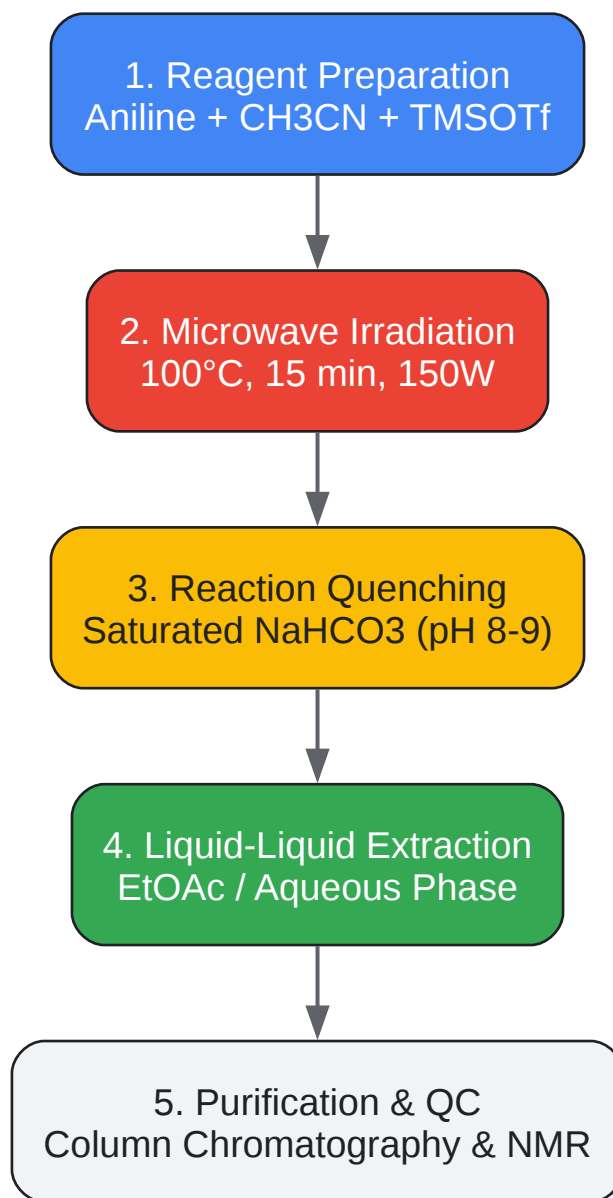 1. Reagent Preparation
Aniline + CH3CN + TMSOTf
2. Microwave Irradiation
100°C, 15 min, 150W
3. Reaction Quenching
Saturated NaHCO3 (pH 8-9)
4. Liquid-Liquid Extraction
EtOAc / Aqueous Phase
5. Purification & QC
Column Chromatography & NMR